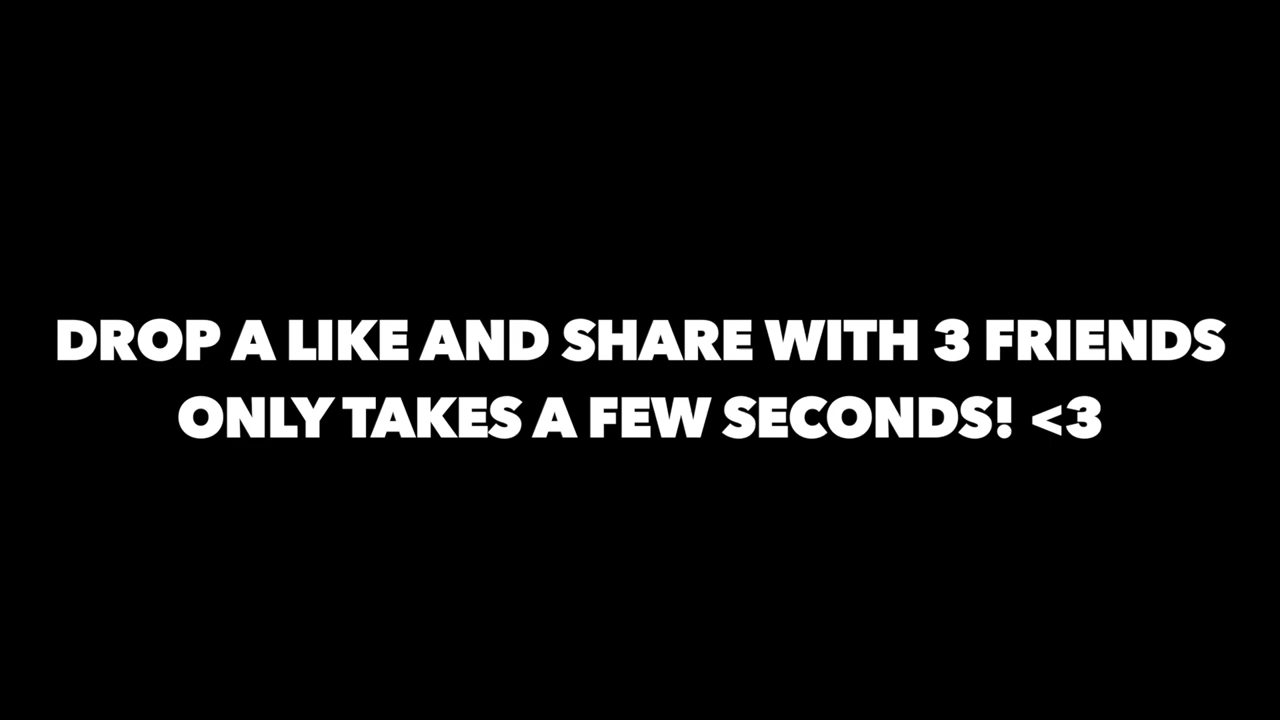 DROP A LIKE AND SHARE WITH 3 FRIENDS
ONLY TAKES A FEW SECONDS! <3